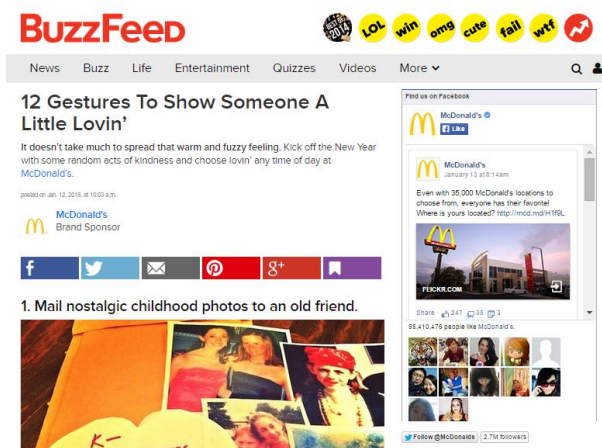 BuzzFeeD
BEST OF 2014
LOL
win
omg
cute
fail
wtf
News Buzz Life Entertainment Quizzes Videos More
12 Gestures To Show Someone A
Little Lovin’
It doesn’t take much to spread that warm and fuzzy feeling. Kick off the New Year
with some random acts of kindness and choose lovin’ any time of day at
McDonald’s.
posted on Jan. 12, 2015, at 10:03 a.m.
McDonald's
Brand Sponsor
f
8+
1. Mail nostalgic childhood photos to an old friend.
K-
Find us on Facebook
McDonald's
f Like
McDonald's
January 13 at 8:14am
Even with 35,000 McDonald's locations to
choose from, everyone has their favorite!
Where is yours located? http://mcd.md/H1f9L
FLICKR.COM
Share 247 35 3
55,410,476 people like McDonald's.
Follow @McDonalds 2.7M followers